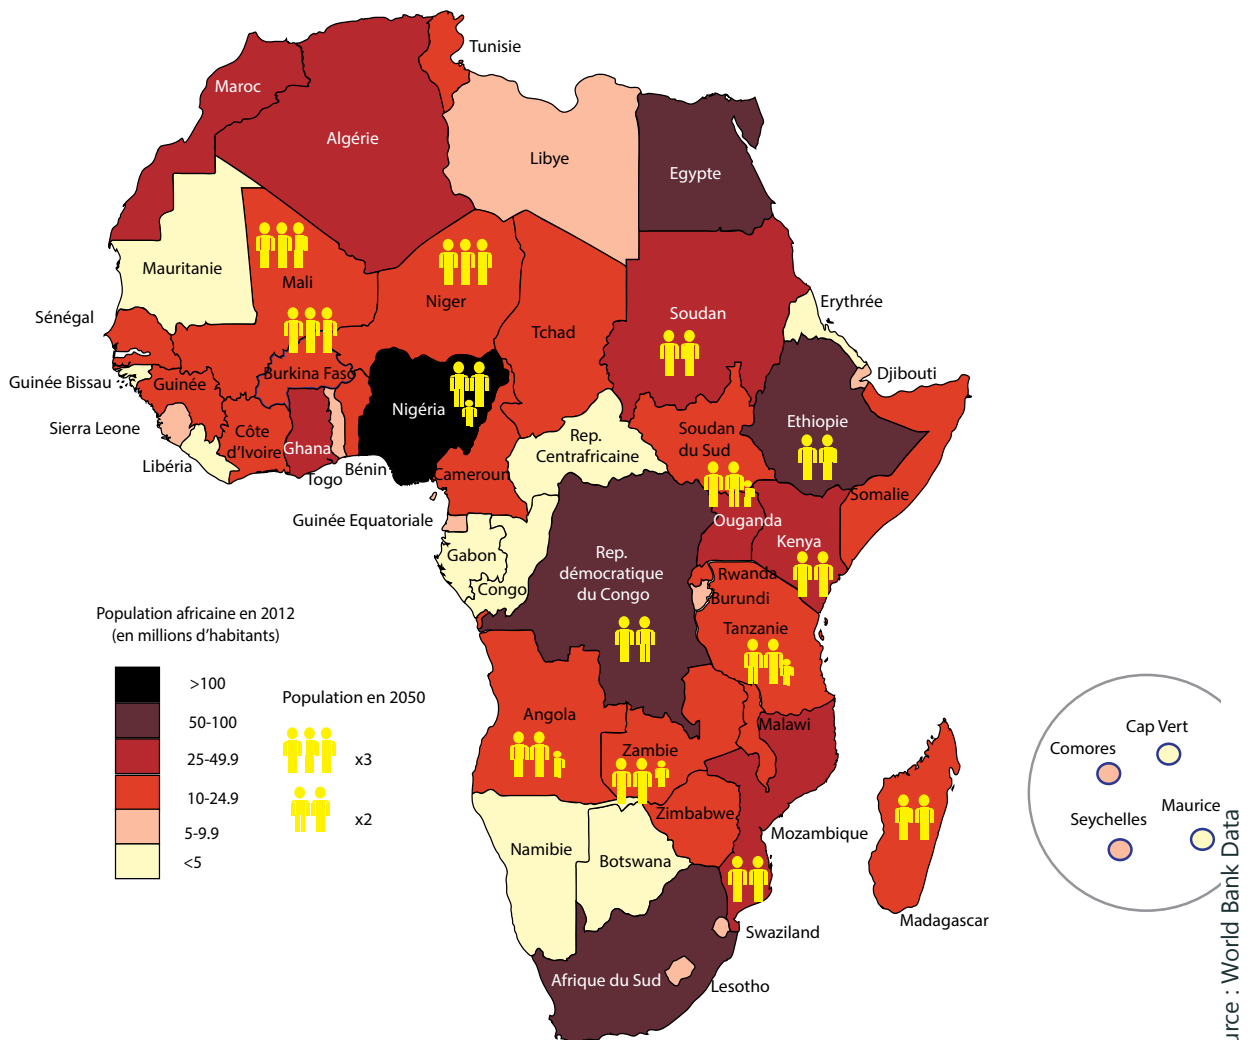 Tunisie
Maroc
Algérie
Libye
Egypte
Mauritanie
Mali
Niger
Tchad
Soudan
Erythrée
Sénégal
Burkina Faso
Guinée
Guinée Bissau
Djibouti
Nigéria
Ethiopie
Sierra Leone
Côte
d'Ivoire
Ghana
Rep.
Centrafricaine
Soudan
du Sud
Libéria
Togo
Bénin
Cameroun
Somalie
Guinée Equatoriale
Ouganda
Kenya
Gabon
Congo
Rep.
démocratique
du Congo
Rwanda
Burundi
Tanzanie
Population africaine en 2012
(en millions d'habitants)
>100
50-100
25-49.9
10-24.9
5-9.9
<5
Population en 2050
x3
x2
Angola
Zambie
Malawi
Zimbabwe
Mozambique
Namibie
Botswana
Madagascar
Swaziland
Afrique du Sud
Lesotho
Cap Vert
Comores
Seychelles
Maurice
urce : World Bank Data